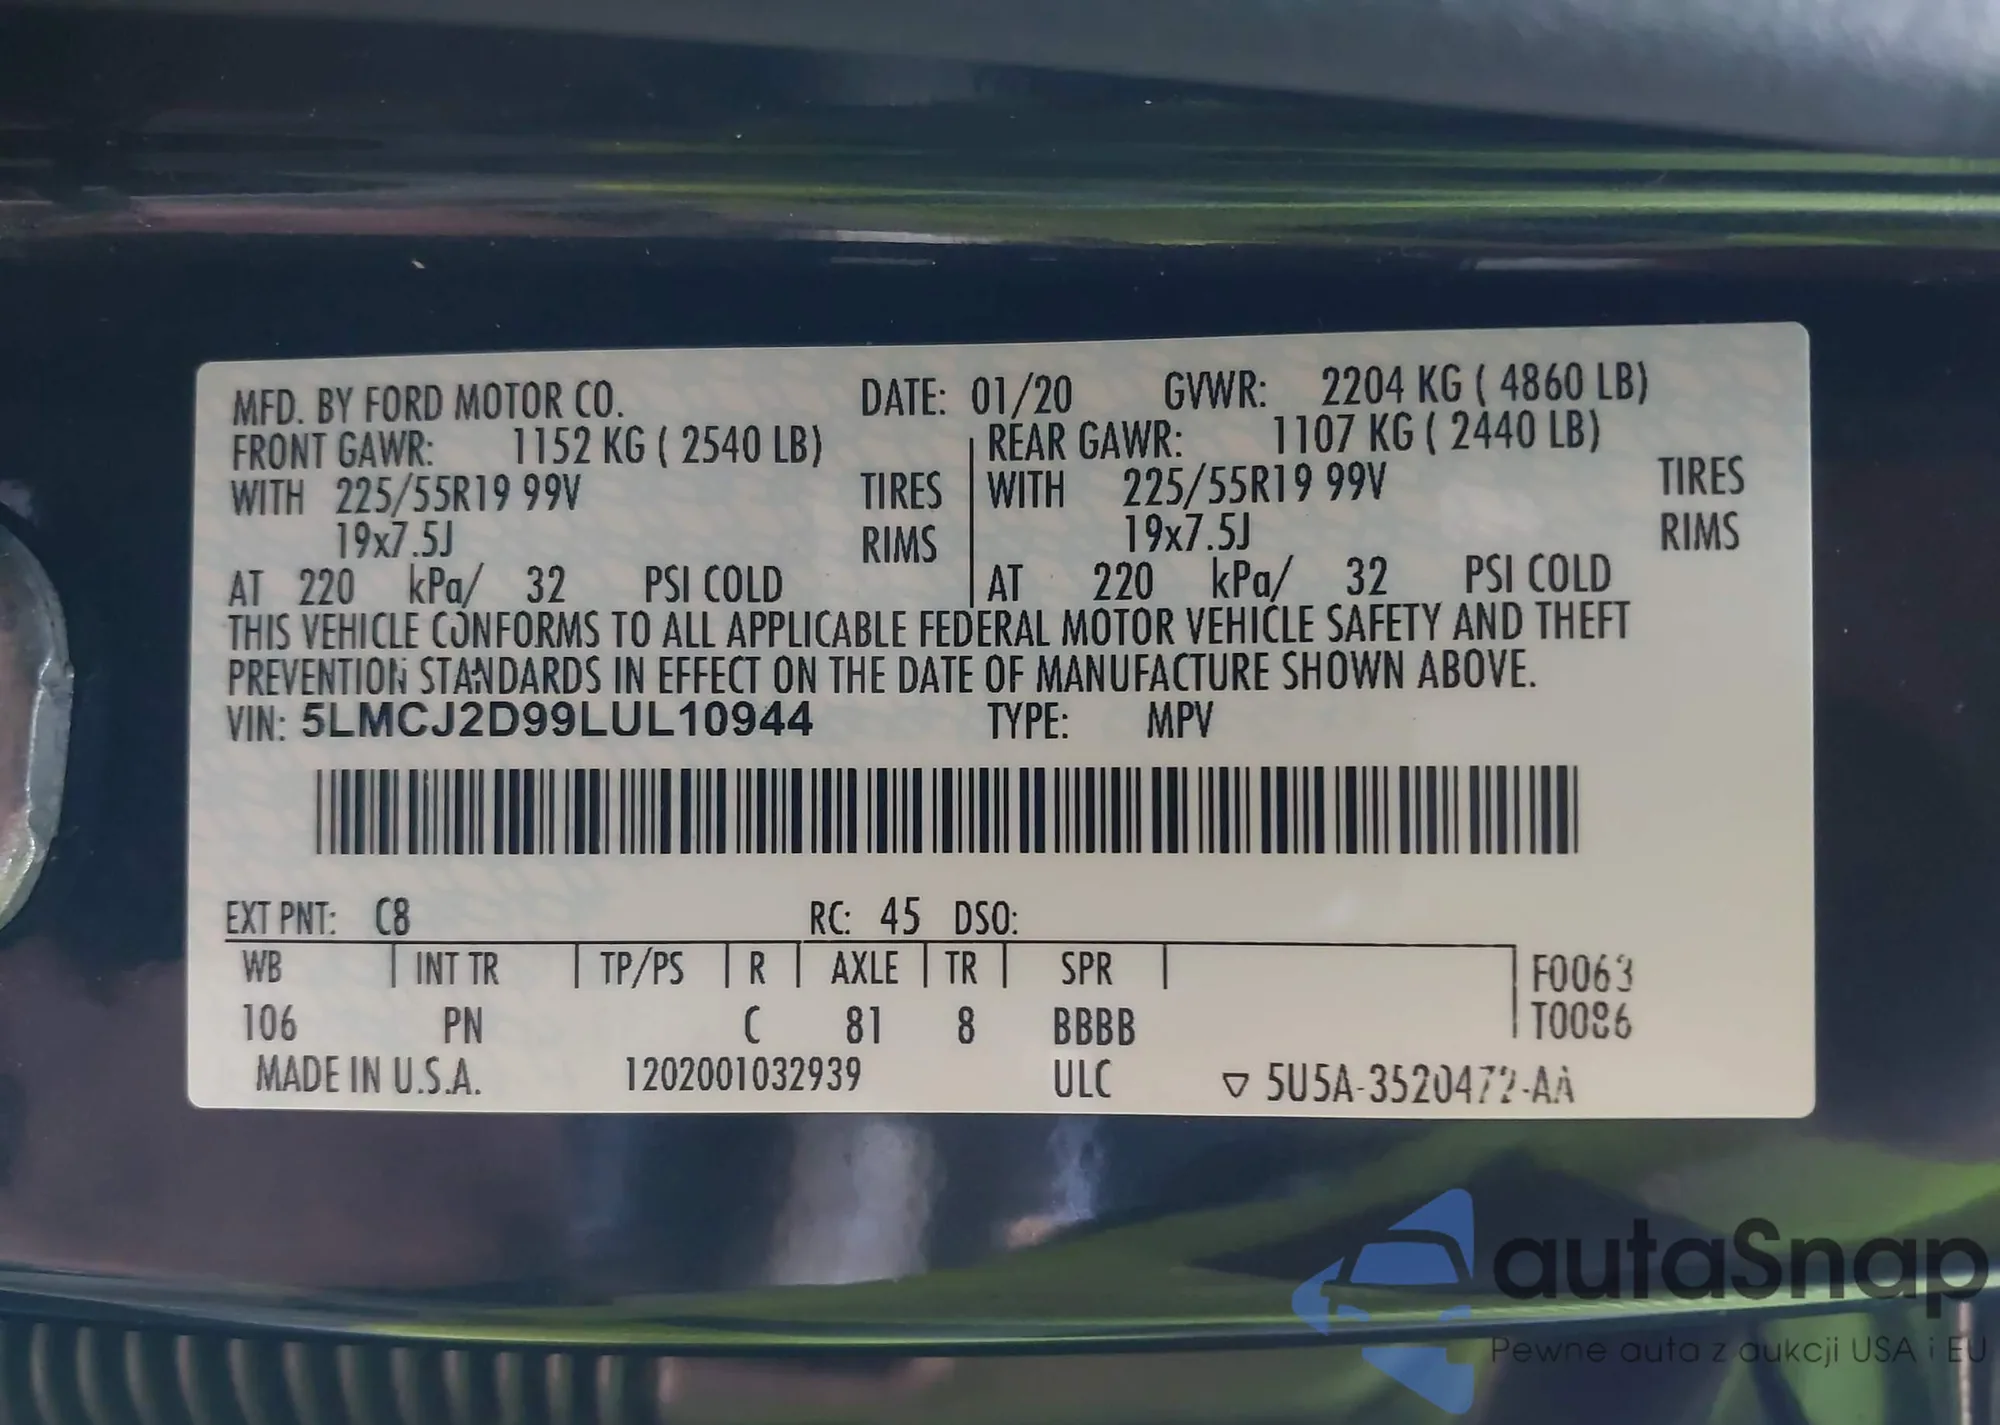 MFD. BY FORD MOTOR CO. DATE: 01/20 GVWR: 2204 KG ( 4860 LB)
FRONT GAWR: 1152 KG ( 2540 LB) REAR GAWR: 1107 KG ( 2440 LB)
WITH 225/55R19 99V TIRES WITH 225/55R19 99V TIRES
19x7.5J RIMS 19x7.5J RIMS
AT 220 kPa/ 32 PSI COLD AT 220 kPa/ 32 PSI COLD
THIS VEHICLE CONFORMS TO ALL APPLICABLE FEDERAL MOTOR VEHICLE SAFETY AND THEFT
PREVENTION STANDARDS IN EFFECT ON THE DATE OF MANUFACTURE SHOWN ABOVE.
VIN: 5LMCJ2D99LUL10944 TYPE: MPV
EXT PNT: C8 RC: 45 DSO:
WB INT TR TP/PS R AXLE TR SPR F0063
106 PN C 81 8 BBBB T0086
MADE IN U.S.A. 1202001032939 ULC ▽ 5U5A-3520472-AA
autaSnap
Pewne auta z aukcji USA i EU